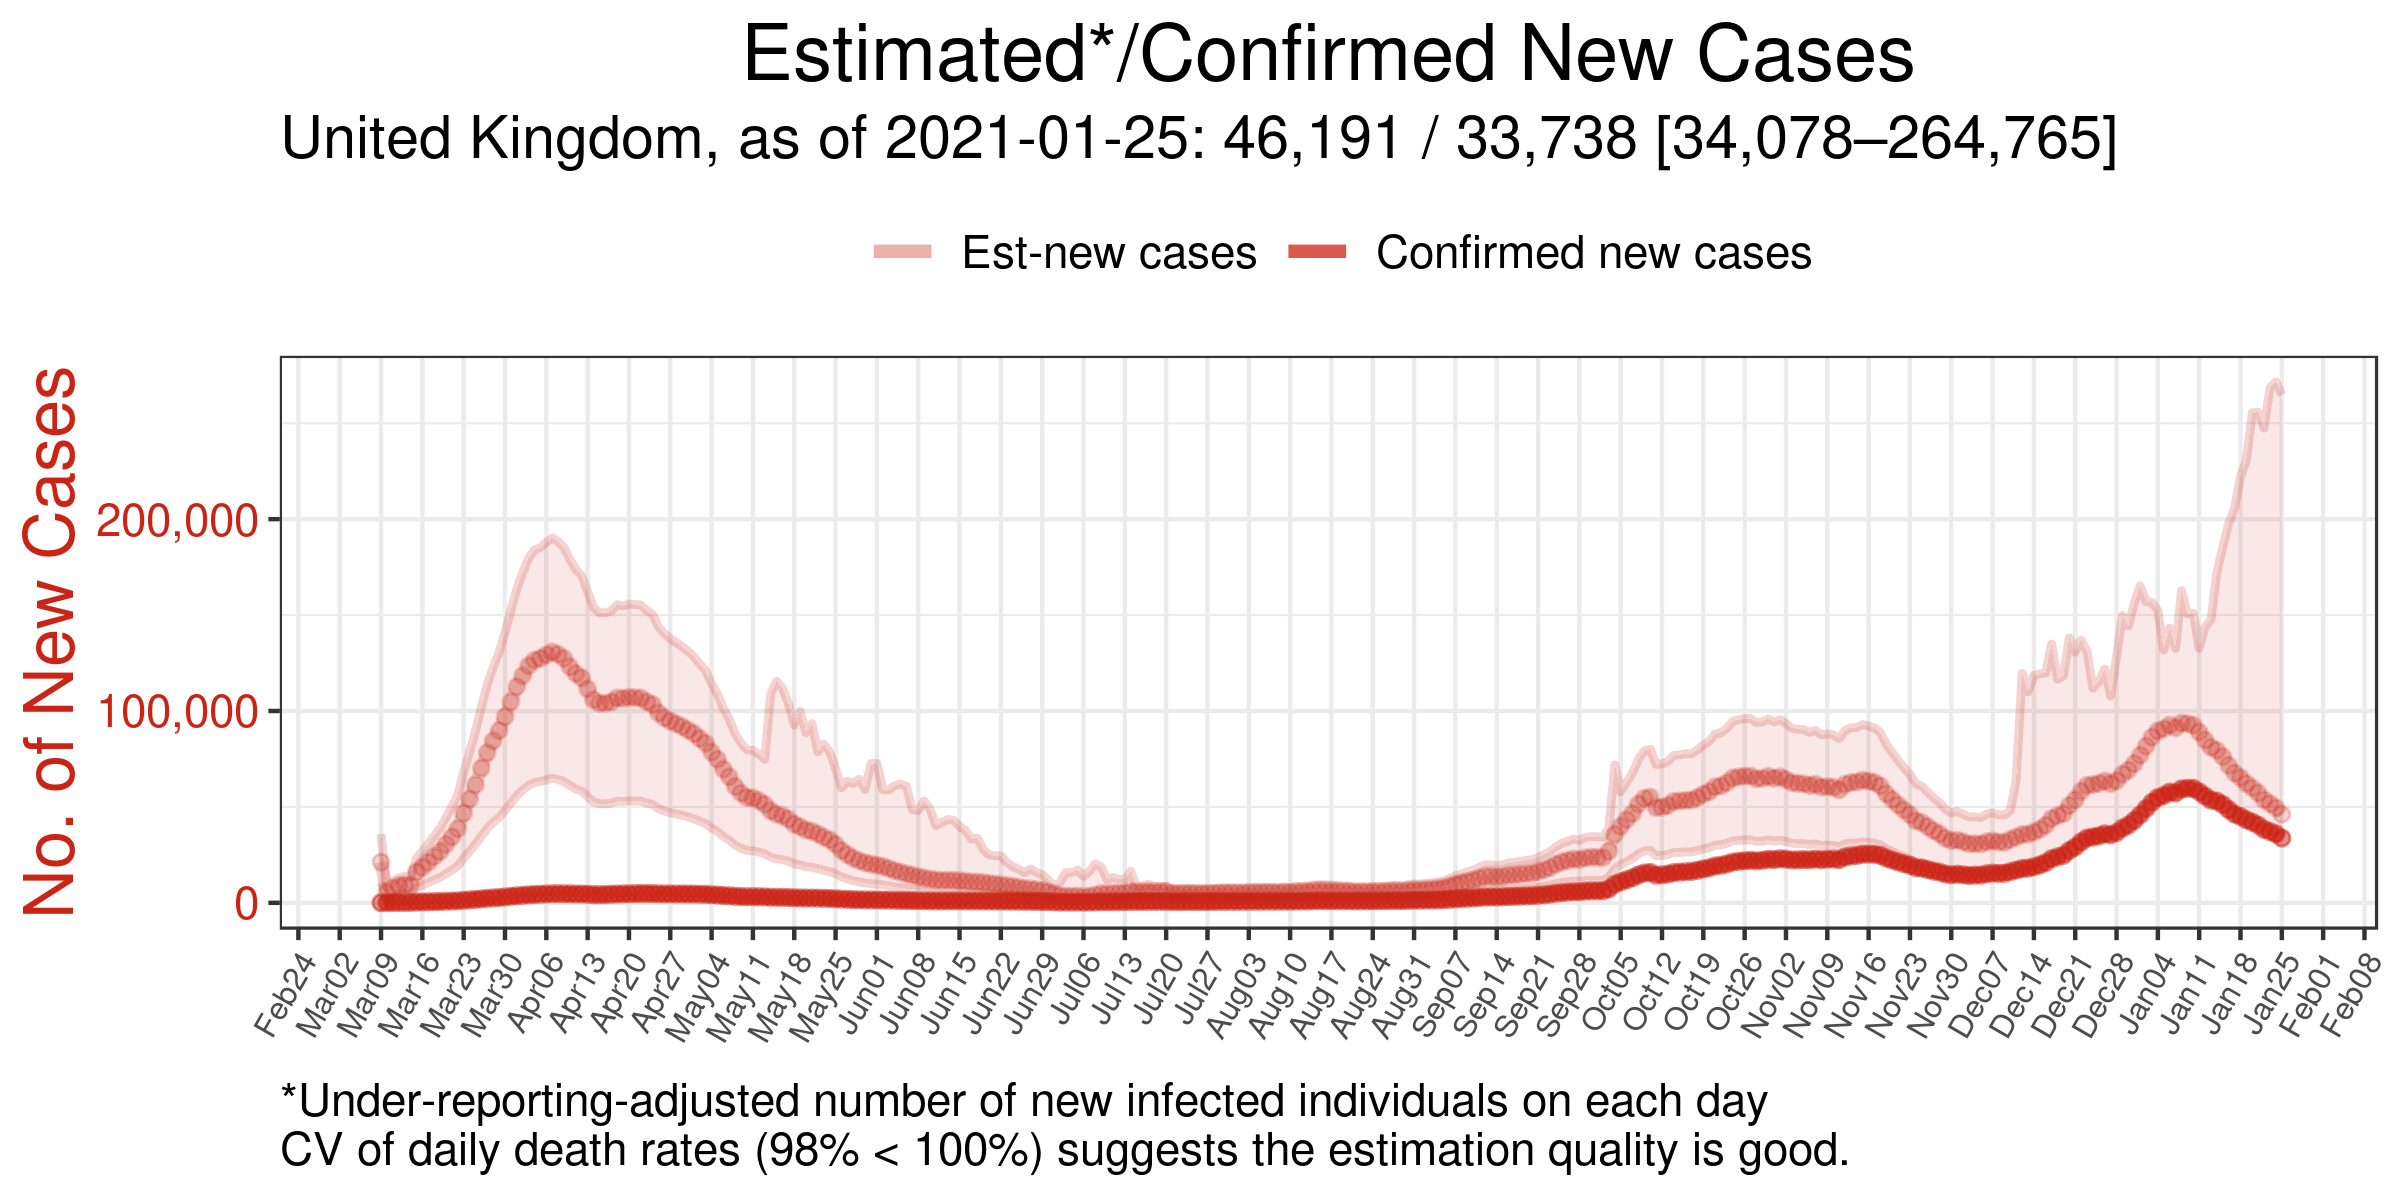 Estimated*/Confirmed New Cases
United Kingdom, as of 2021-01-25: 46,191 / 33,738 [34,078–264,765]
Est-new cases
Confirmed new cases
No. of New Cases
200,000
100,000
0
Feb24
Mar02
Mar09
Mar16
Mar23
Mar30
Apr06
Apr13
Apr20
Apr27
May04
May11
May18
May25
Jun01
Jun08
Jun15
Jun22
Jun29
Jul06
Jul13
Jul20
Jul27
Aug03
Aug10
Aug17
Aug24
Aug31
Sep07
Sep14
Sep21
Sep28
Oct05
Oct12
Oct19
Oct26
Nov02
Nov09
Nov16
Nov23
Nov30
Dec07
Dec14
Dec21
Dec28
Jan04
Jan11
Jan18
Jan25
Feb01
Feb08
*Under-reporting-adjusted number of new infected individuals on each day
CV of daily death rates (98% < 100%) suggests the estimation quality is good.